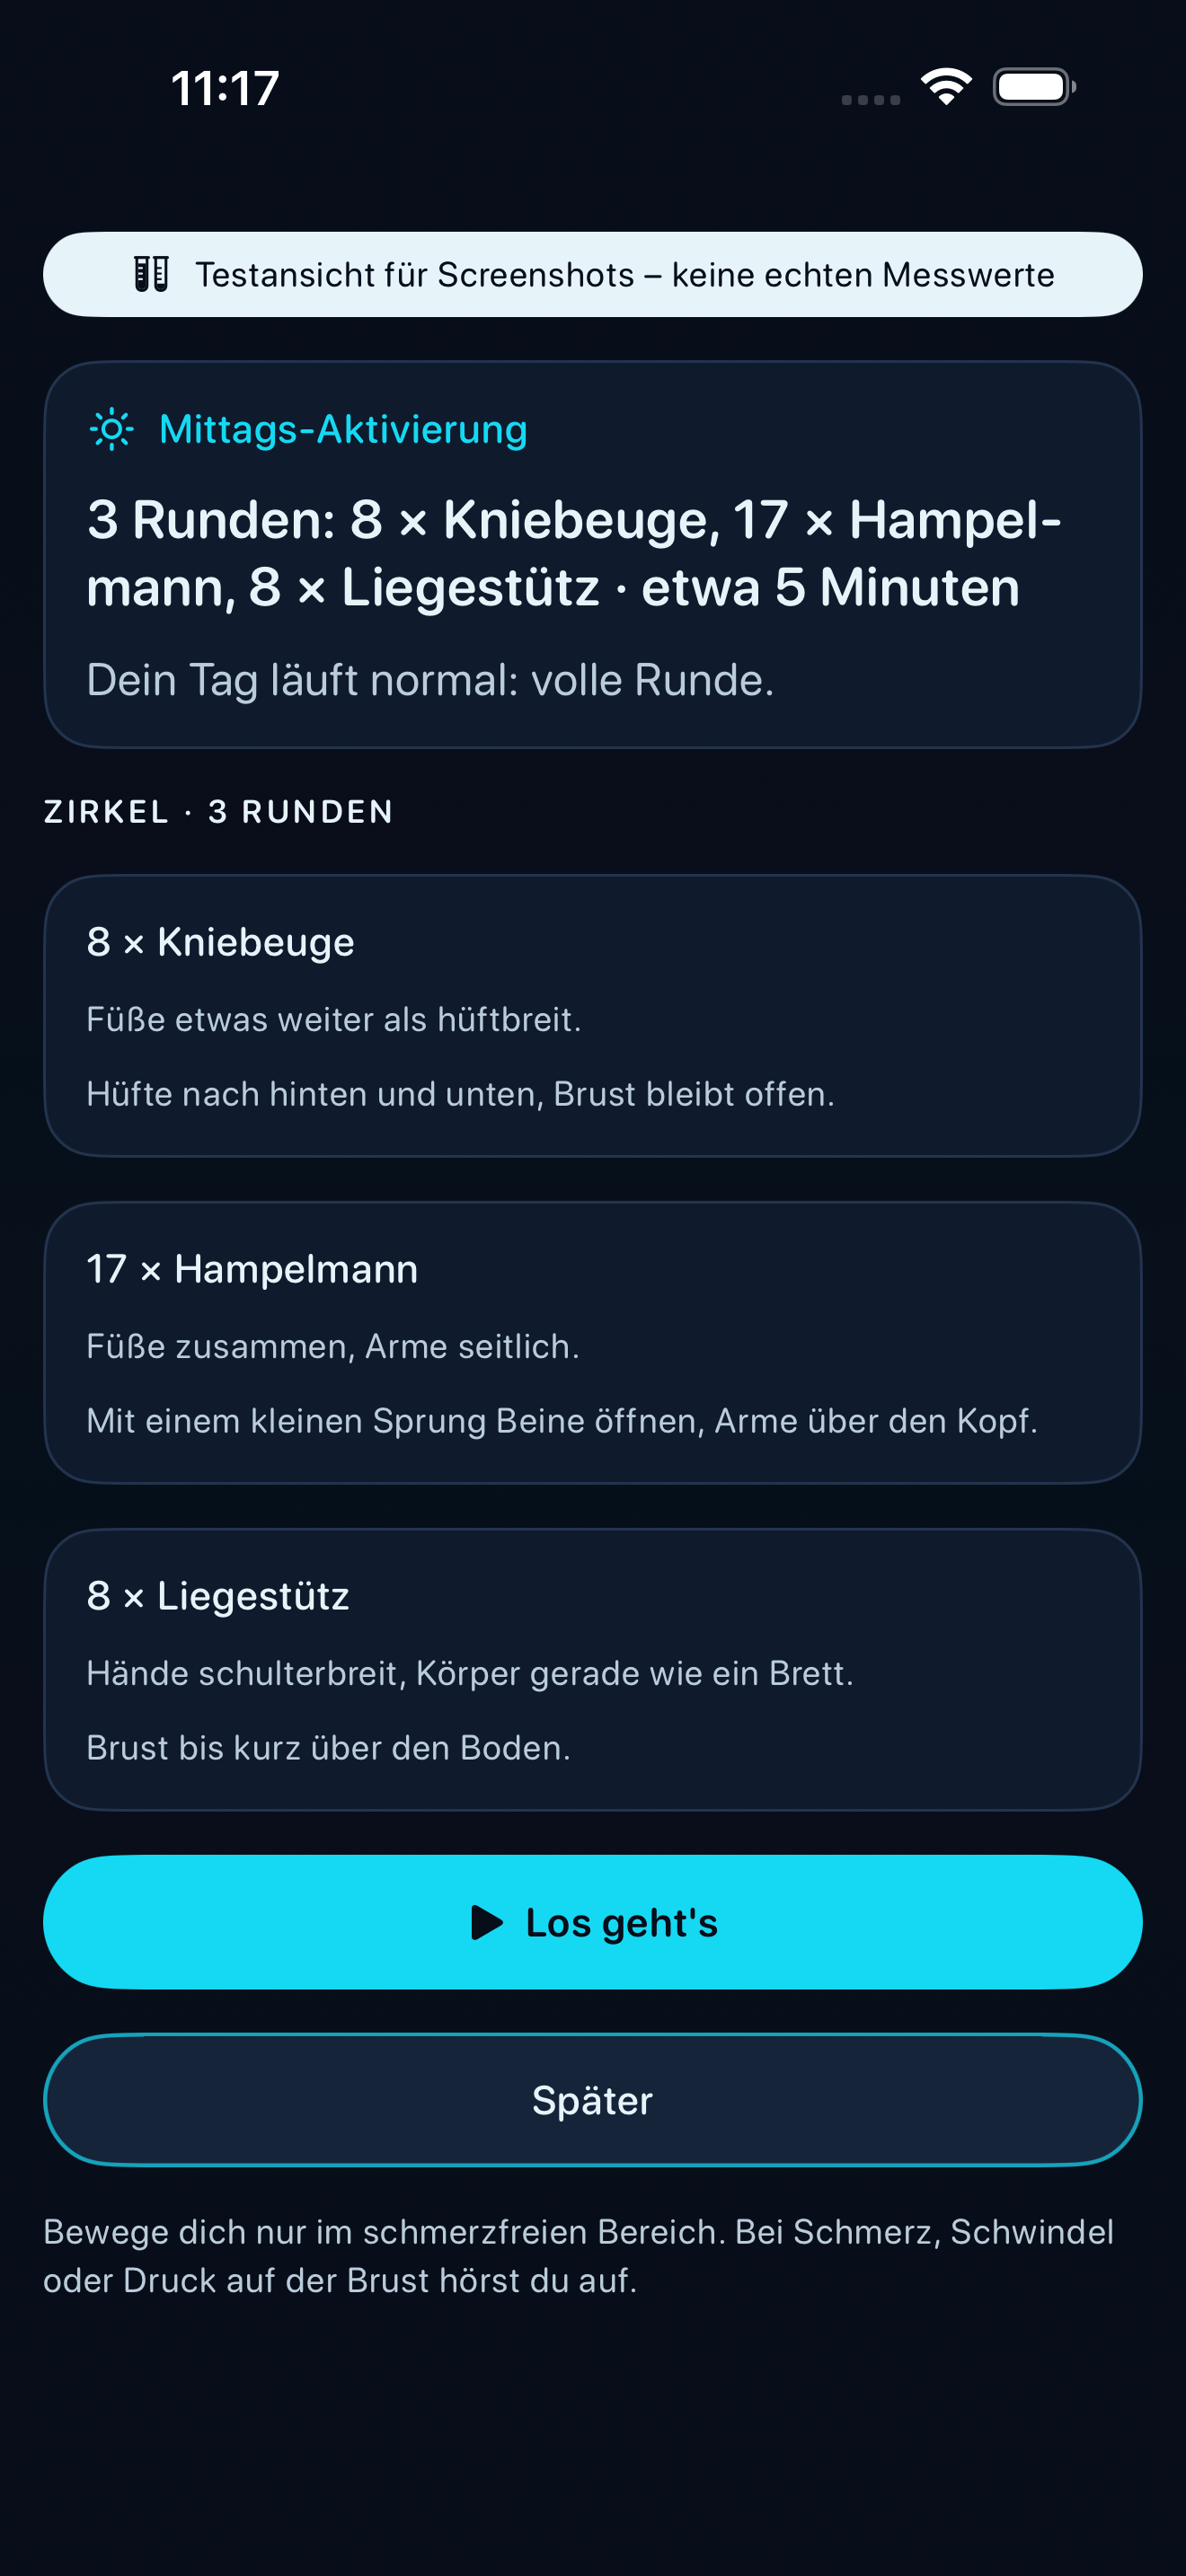 11:17
Testansicht für Screenshots – keine echten Messwerte
Mittags-Aktivierung
3 Runden: 8 × Kniebeuge, 17 × Hampel-
mann, 8 × Liegestütz · etwa 5 Minuten
Dein Tag läuft normal: volle Runde.
ZIRKEL · 3 RUNDEN
8 × Kniebeuge
Füße etwas weiter als hüftbreit.
Hüfte nach hinten und unten, Brust bleibt offen.
17 × Hampelmann
Füße zusammen, Arme seitlich.
Mit einem kleinen Sprung Beine öffnen, Arme über den Kopf.
8 × Liegestütz
Hände schulterbreit, Körper gerade wie ein Brett.
Brust bis kurz über den Boden.
Los geht's
Später
Bewege dich nur im schmerzfreien Bereich. Bei Schmerz, Schwindel
oder Druck auf der Brust hörst du auf.